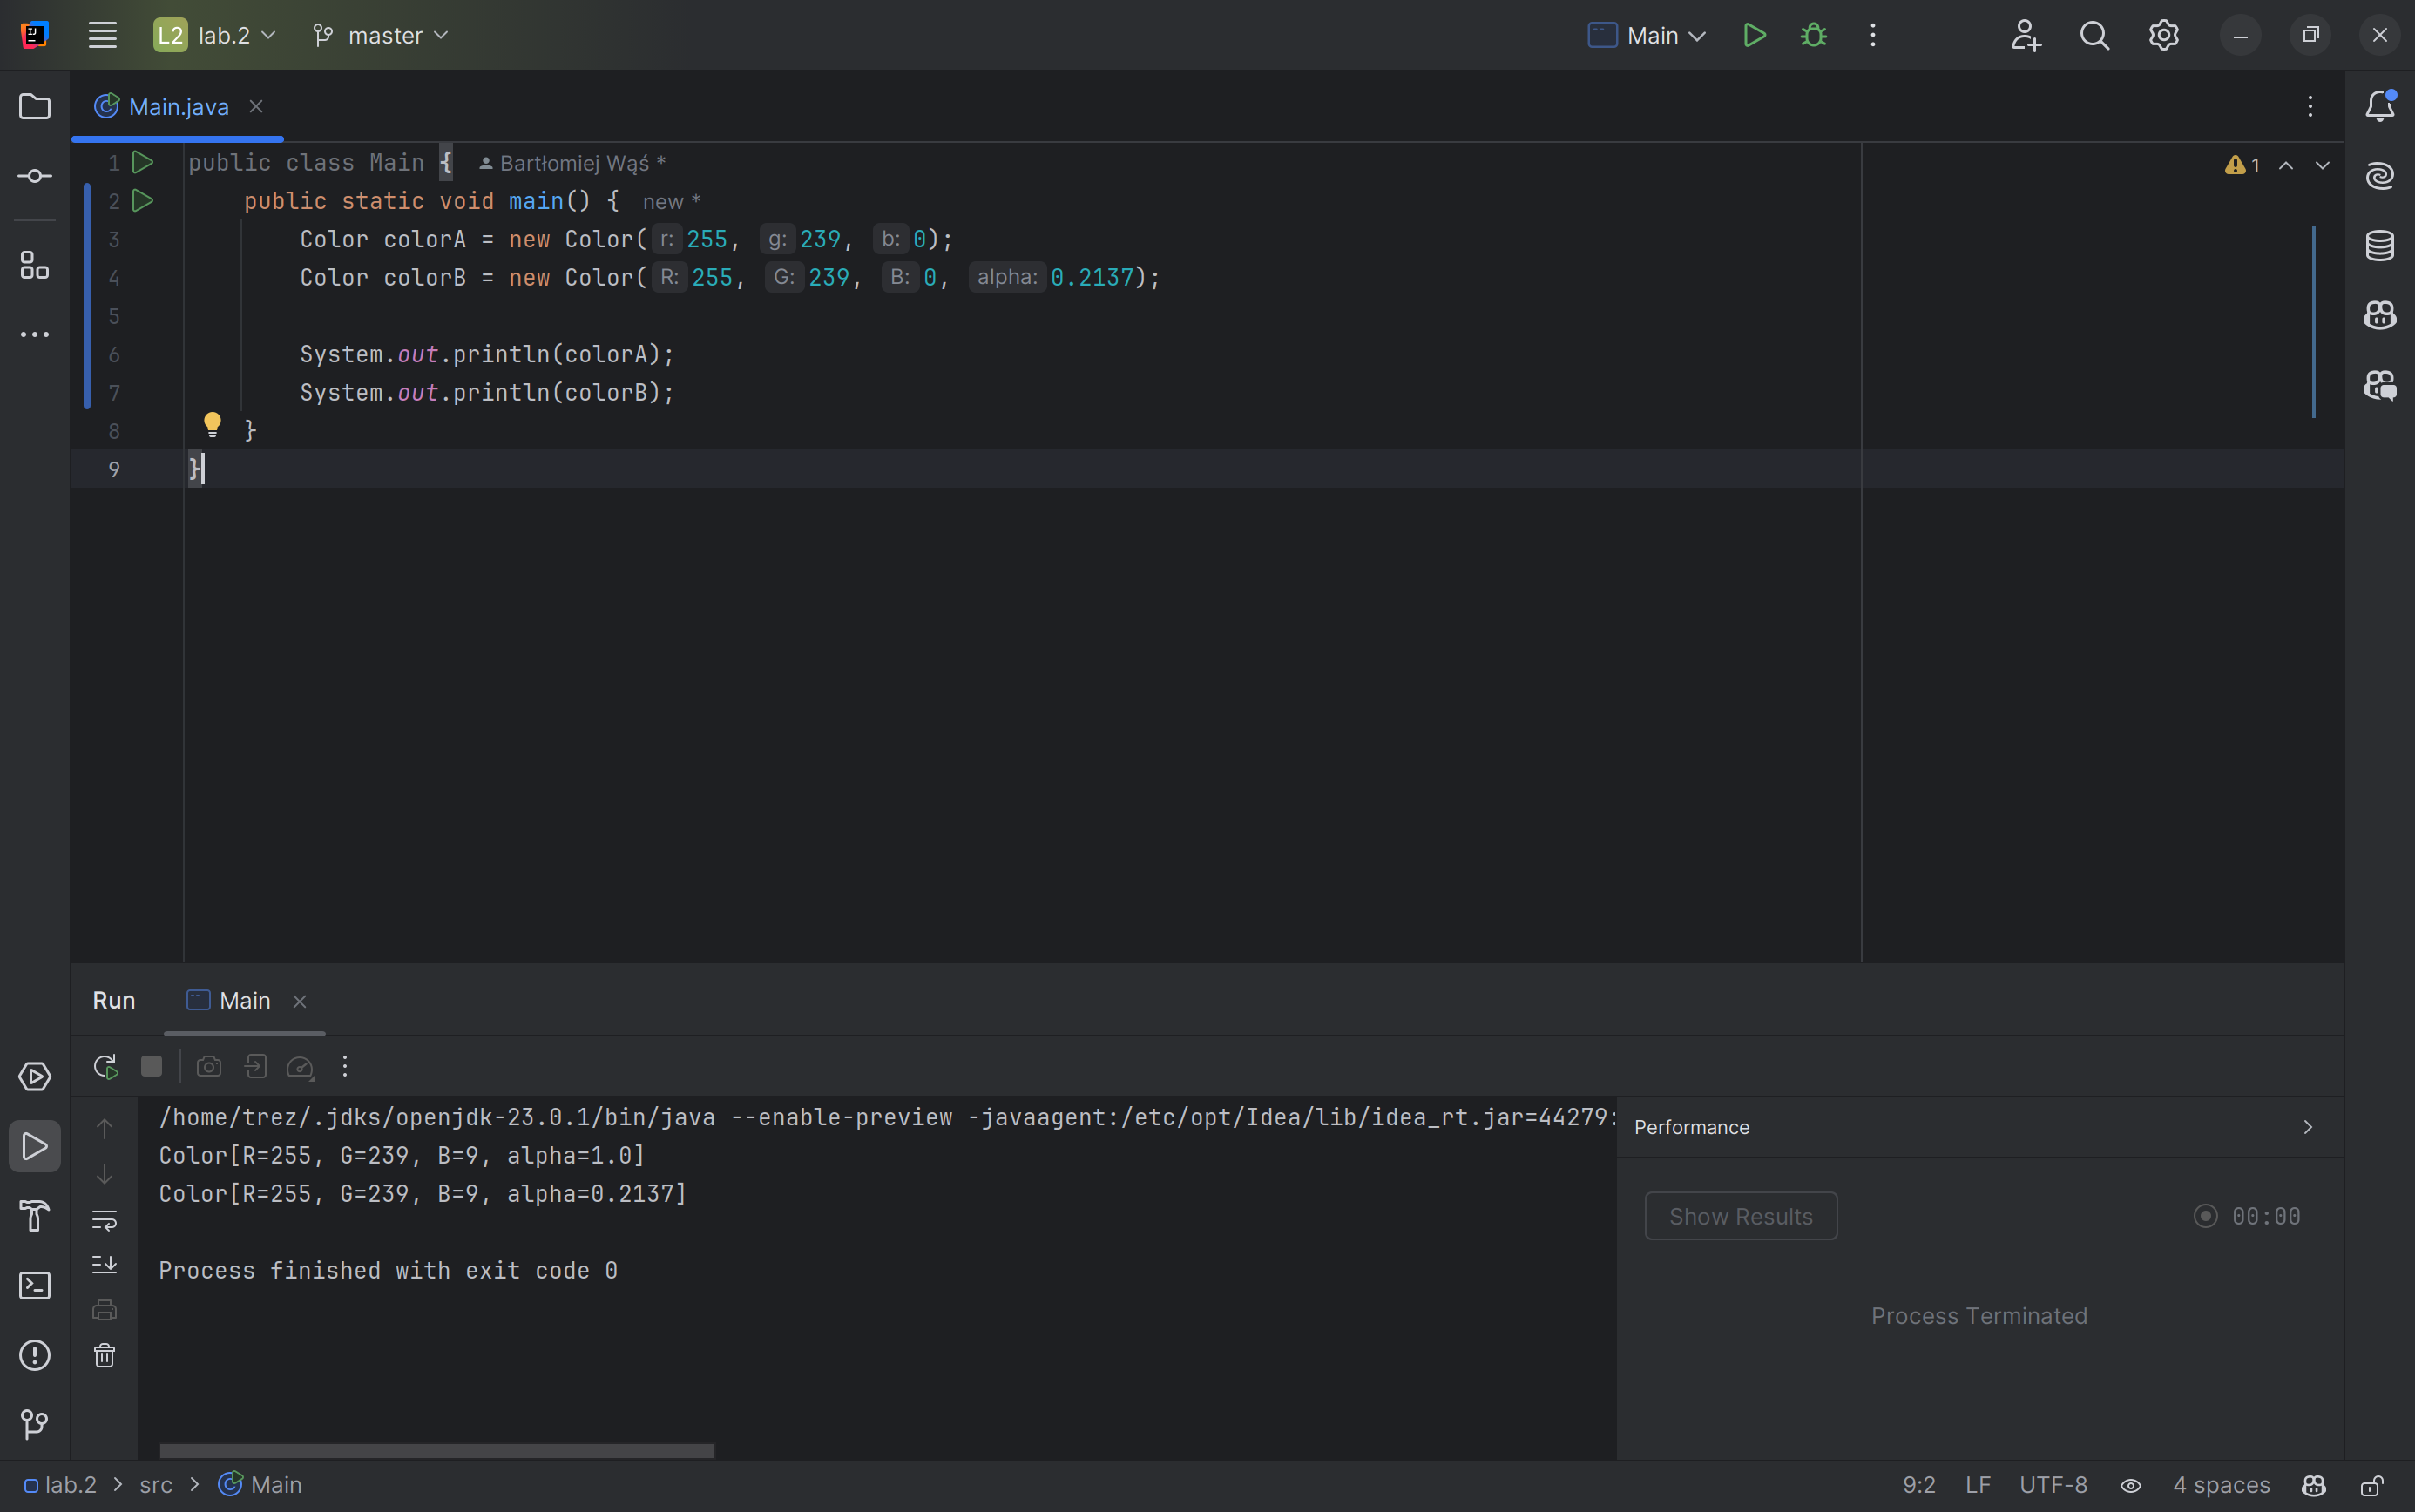 L2 lab.2 master Main
Main.java
1 public class Main { Bartłomiej Wąś *
2 public static void main() { new *
3 Color colorA = new Color( r: 255, g: 239, b: 0);
4 Color colorB = new Color( R: 255, G: 239, B: 0, alpha: 0.2137);
5
6 System.out.println(colorA);
7 System.out.println(colorB);
8 }
9 }
1
Run Main
/home/trez/.jdks/openjdk-23.0.1/bin/java --enable-preview -javaagent:/etc/opt/Idea/lib/idea_rt.jar=44279:
Color[R=255, G=239, B=9, alpha=1.0]
Color[R=255, G=239, B=9, alpha=0.2137]
Process finished with exit code 0
Performance
Show Results 00:00
Process Terminated
lab.2 > src > Main
9:2 LF UTF-8 4 spaces